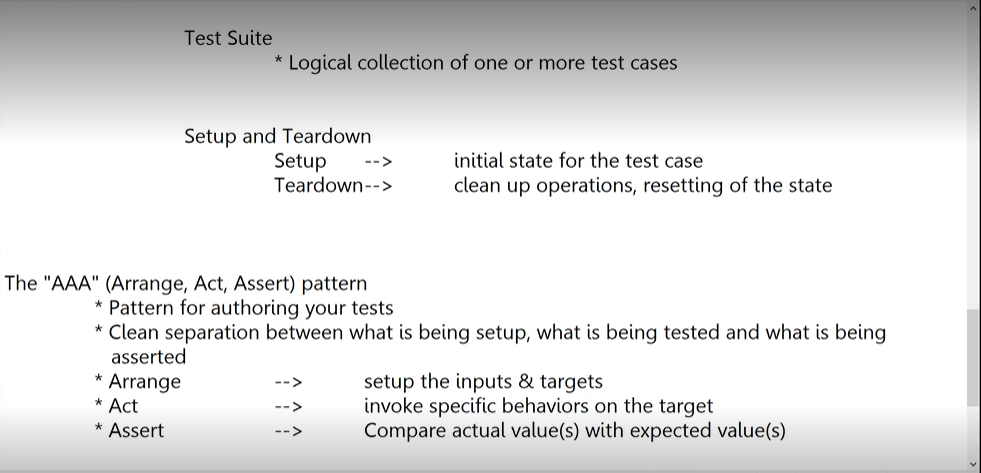 Test Suite
* Logical collection of one or more test cases
Setup and Teardown
Setup --> initial state for the test case
Teardown--> clean up operations, resetting of the state
The "AAA" (Arrange, Act, Assert) pattern
* Pattern for authoring your tests
* Clean separation between what is being setup, what is being tested and what is being
asserted
* Arrange --> setup the inputs & targets
* Act --> invoke specific behaviors on the target
* Assert --> Compare actual value(s) with expected value(s)